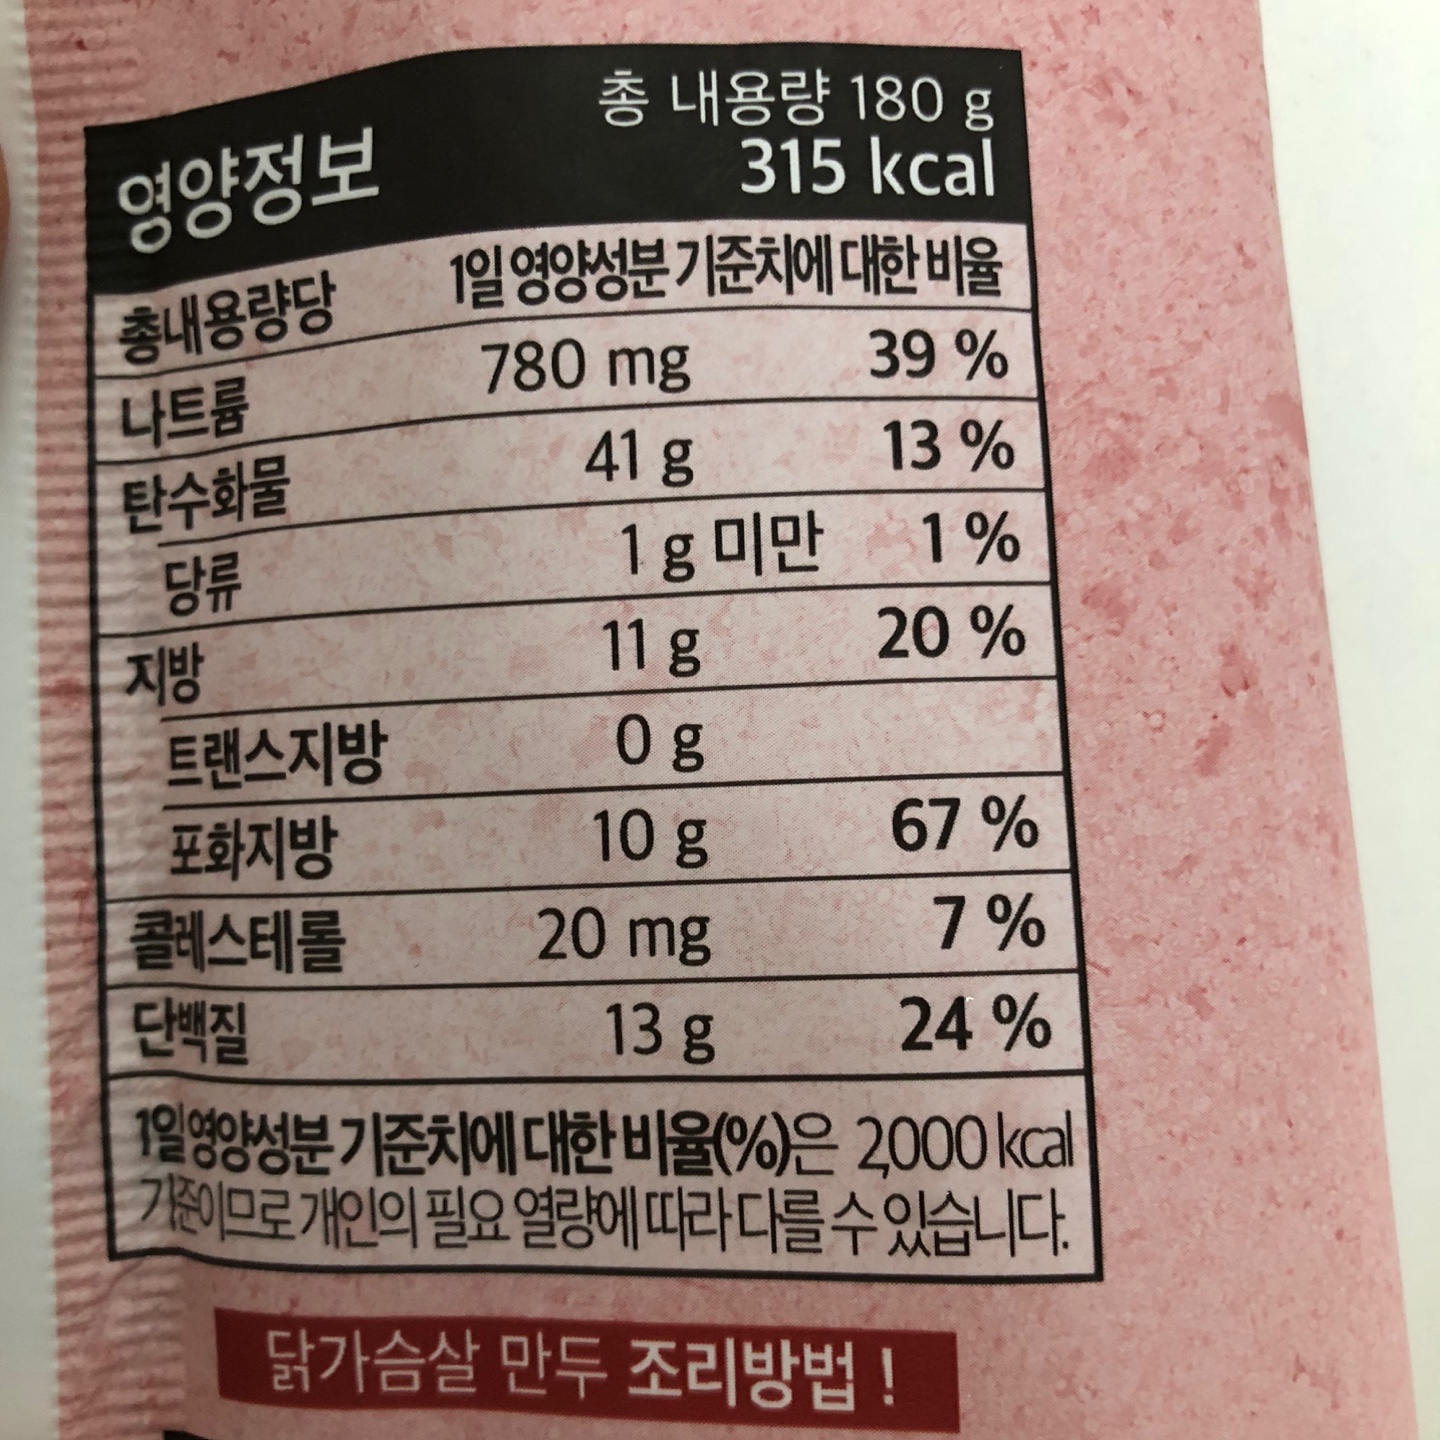 영양정보
총 내용량 180 g
315 kcal
총내용량당 1일 영양성분 기준치에 대한 비율
나트륨 780 mg 39 %
탄수화물 41 g 13 %
당류 1 g 미만 1 %
지방 11 g 20 %
트랜스지방 0 g
포화지방 10 g 67 %
콜레스테롤 20 mg 7 %
단백질 13 g 24 %
1일 영양성분 기준치에 대한 비율(%)은 2,000 kcal
기준이므로 개인의 필요 열량에 따라 다를 수 있습니다.
닭가슴살 만두 조리방법 !